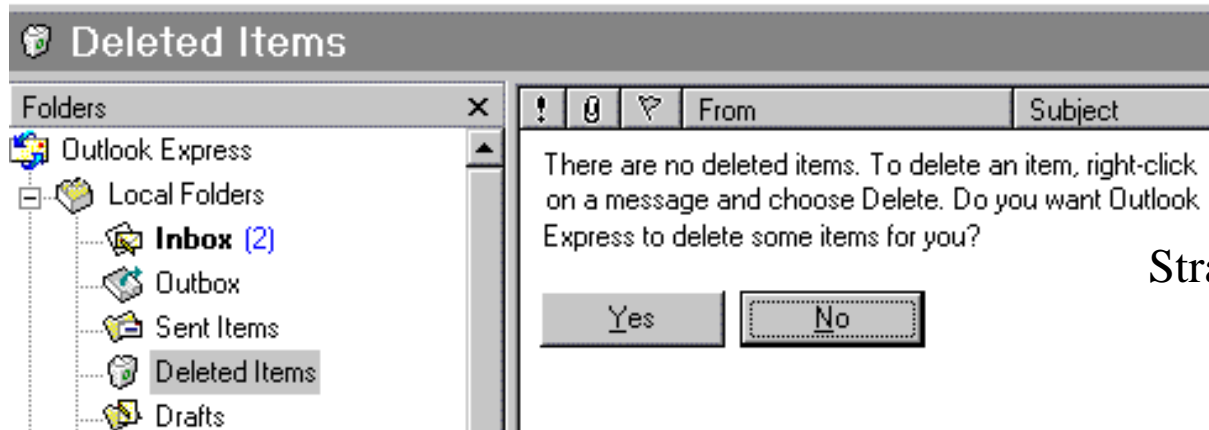 Deleted Items
Folders
Outlook Express
Local Folders
Inbox (2)
Outbox
Sent Items
Deleted Items
Drafts
From Subject
There are no deleted items. To delete an item, right-click
on a message and choose Delete. Do you want Outlook
Express to delete some items for you?
Yes No
Stra